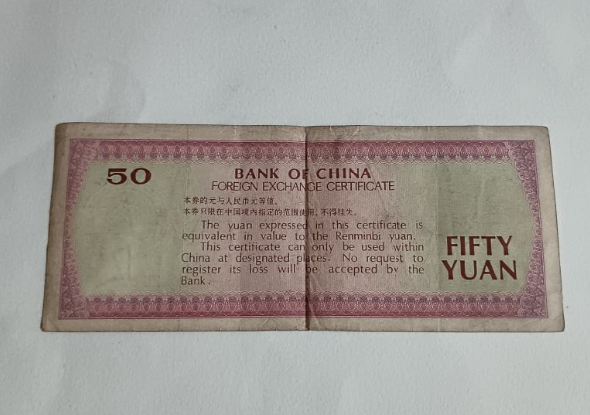 50
BANK OF CHINA
FOREIGN EXCHANGE CERTIFICATE
本券的元与人民币元等值。
本券只限在中国境内指定的范围使用，不得挂失。
The yuan expressed in this certificate is
equivalent in value to the Renminbi yuan.
This certificate can only be used within
China at designated places. No request to
register its loss will be accepted by the
Bank.
FIFTY
YUAN